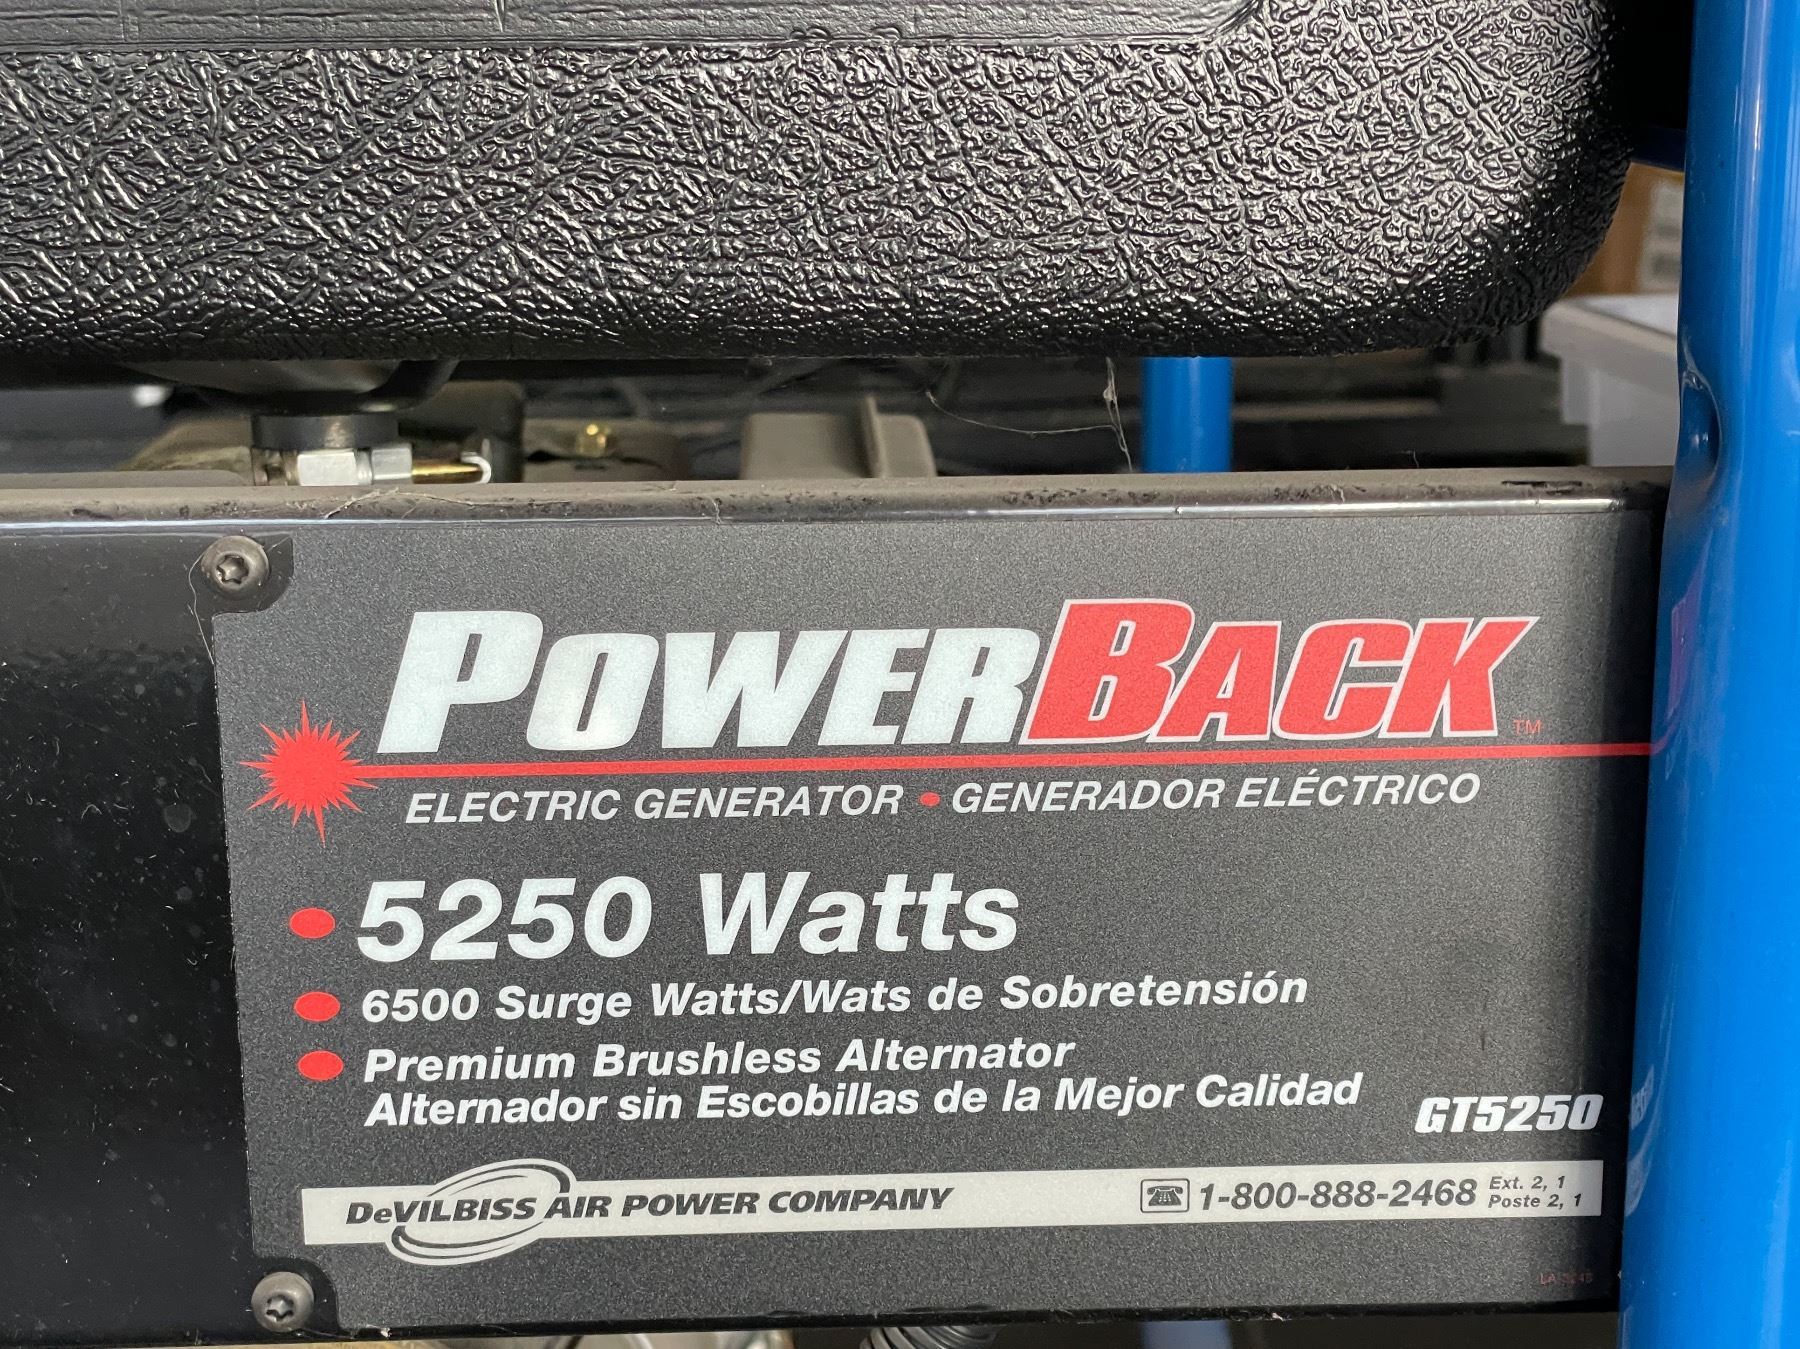 POWERBACK™
ELECTRIC GENERATOR • GENERADOR ELÉCTRICO
• 5250 Watts
• 6500 Surge Watts/Wats de Sobretensión
• Premium Brushless Alternator
Alternador sin Escobillas de la Mejor Calidad
GT5250
DeVILBISS AIR POWER COMPANY
1-800-888-2468 Ext. 2, 1
Poste 2, 1